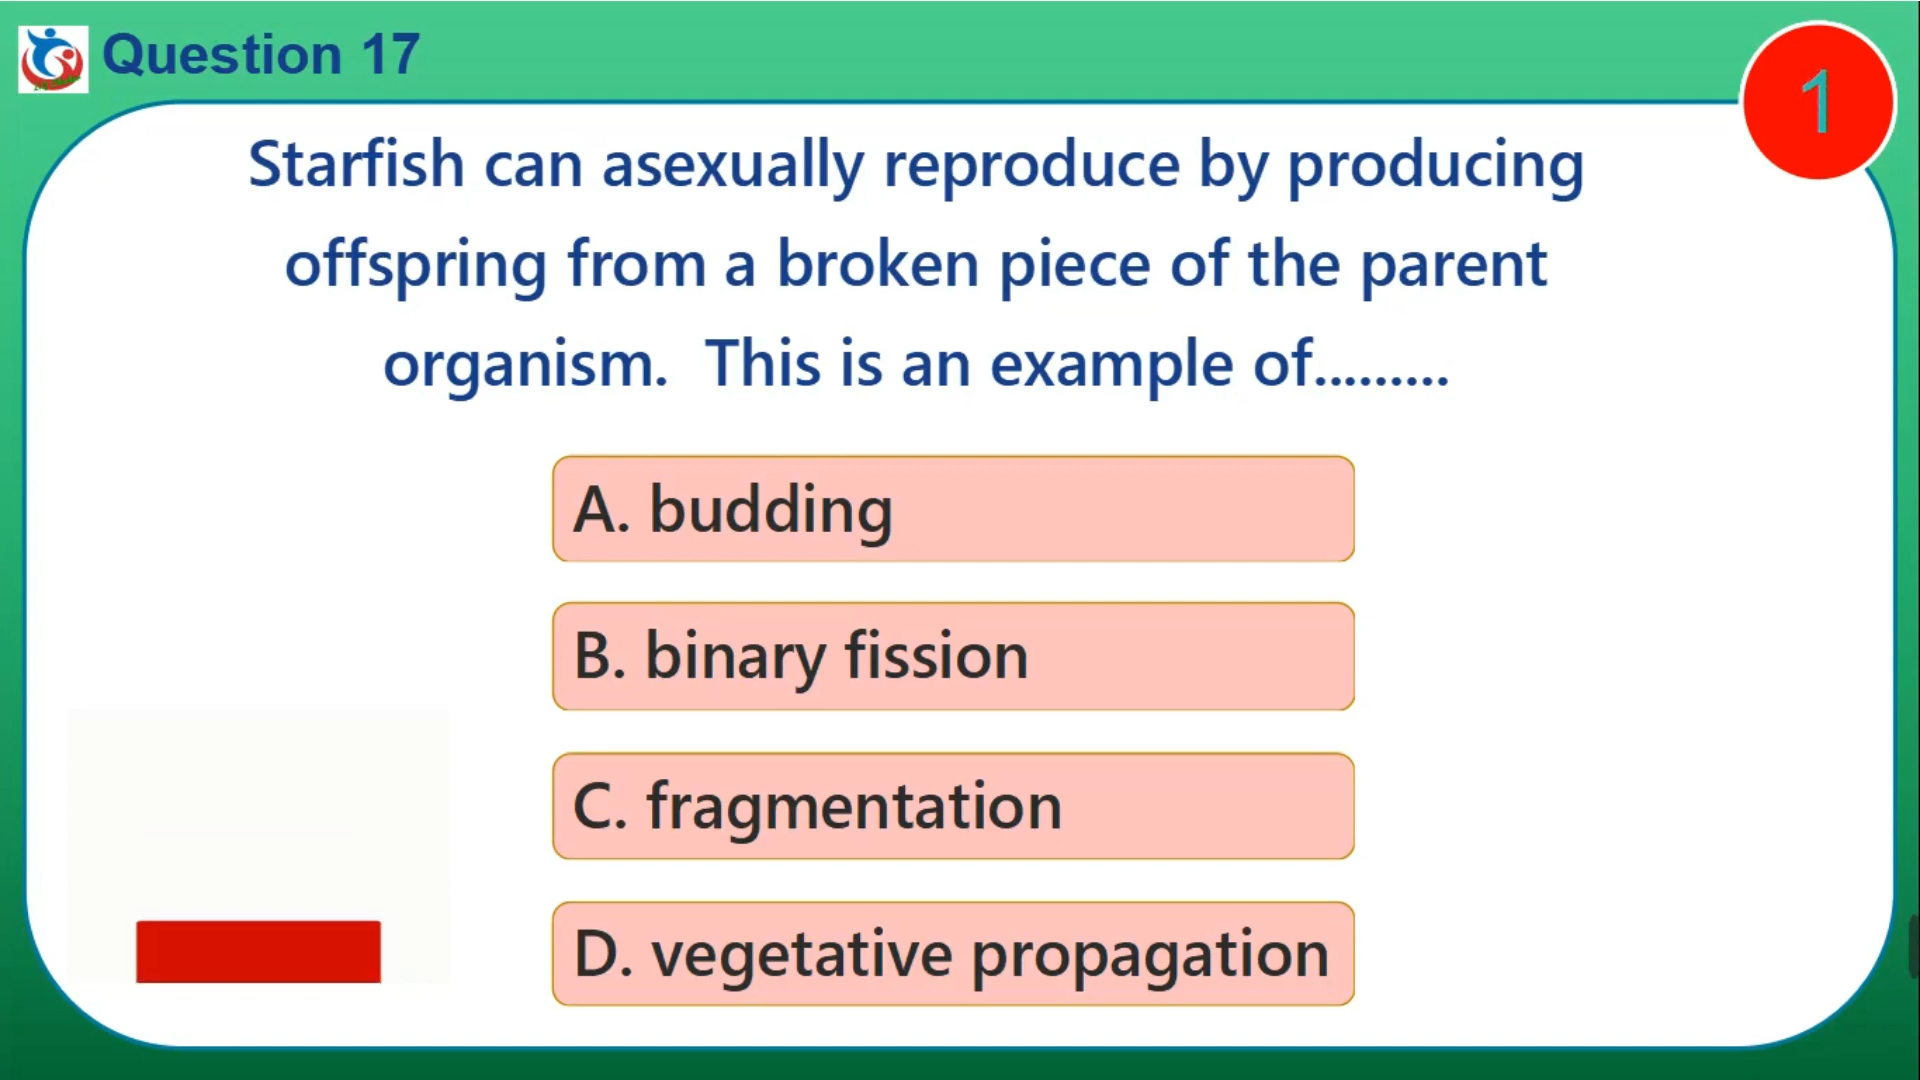 Question 17
1
Starfish can asexually reproduce by producing
offspring from a broken piece of the parent
organism.  This is an example of.........
A. budding
B. binary fission
C. fragmentation
D. vegetative propagation